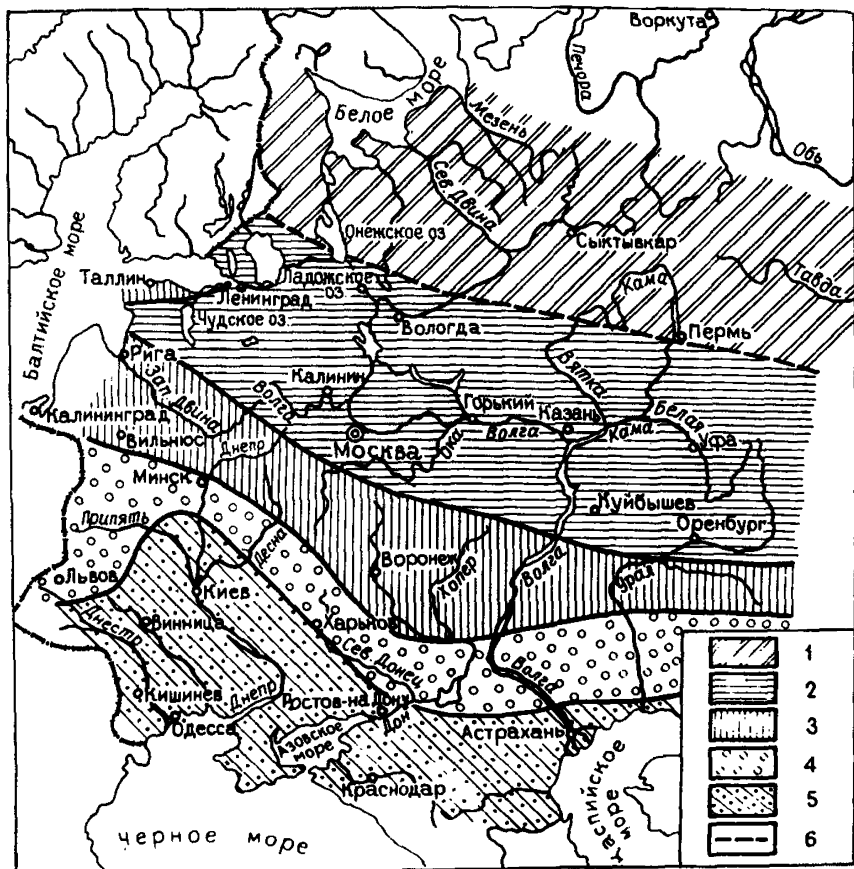 Воркута
Печора
Белое море
Мезень
Обь
Сев Двина
Онежское оз
Сыктывкар
Балтийское море
Таллин
Ладожское
оз
Кама
Тавда
Ленинград
Чудское оз.
Вологда
Пермь
Рига
Зап. Двина
Волга
Калинин
Вятка
Горький
Казань
Белая
Калининград
Вильнюс
Днепр
Москва
Ока
Волга
Кама
Уфа
Минск
Куйбышев
Оренбург
Припять
Десна
Воронеж
Хопер
Волга
Урал
Львов
Киев
Днестр
Винница
Харьков
Сев Донец
Волга
Кишинев
Днепр
Ростов-на Дону
Дон
Одесса
Азовское
море
Астрахань
Краснодар
Каспийское
море
Черное море
1
2
3
4
5
6